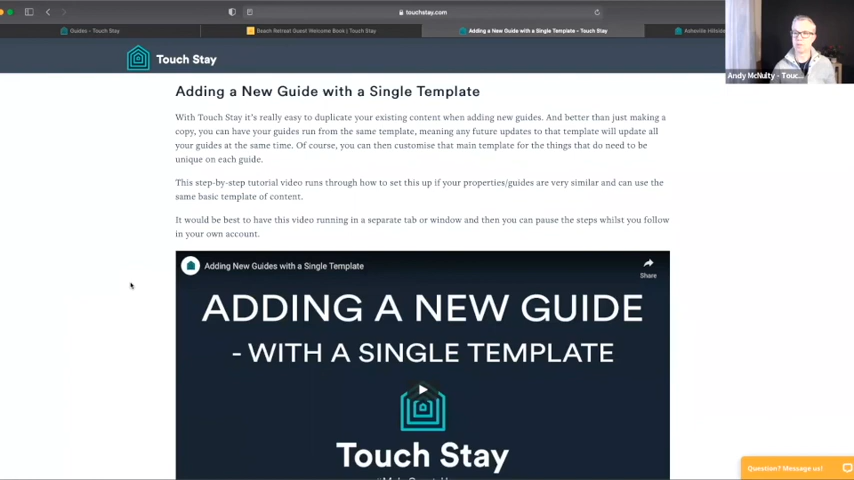 touchstay.com
Guides - Touch Stay
Beach Retreat Guest Welcome Book | Touch Stay
Adding a New Guide with a Single Template - Touch Stay
Asheville Hillside
Andy McNulty - Touc...
Touch Stay
Adding a New Guide with a Single Template
With Touch Stay it's really easy to duplicate your existing content when adding new guides. And better than just making a
copy, you can have your guides run from the same template, meaning any future updates to that template will update all
your guides at the same time. Of course, you can then customise that main template for the things that do need to be
unique on each guide.
This step-by-step tutorial video runs through how to set this up if your properties/guides are very similar and can use the
same basic template of content.
It would be best to have this video running in a separate tab or window and then you can pause the steps whilst you follow
in your own account.
Adding New Guides with a Single Template
Share
ADDING A NEW GUIDE
- WITH A SINGLE TEMPLATE
Touch Stay
Question? Message us!